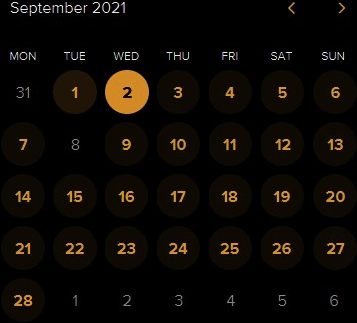 September 2021 < >
MON TUE WED THU FRI SAT SUN
31 1 2 3 4 5 6
7 8 9 10 11 12 13
14 15 16 17 18 19 20
21 22 23 24 25 26 27
28 1 2 3 4 5 6